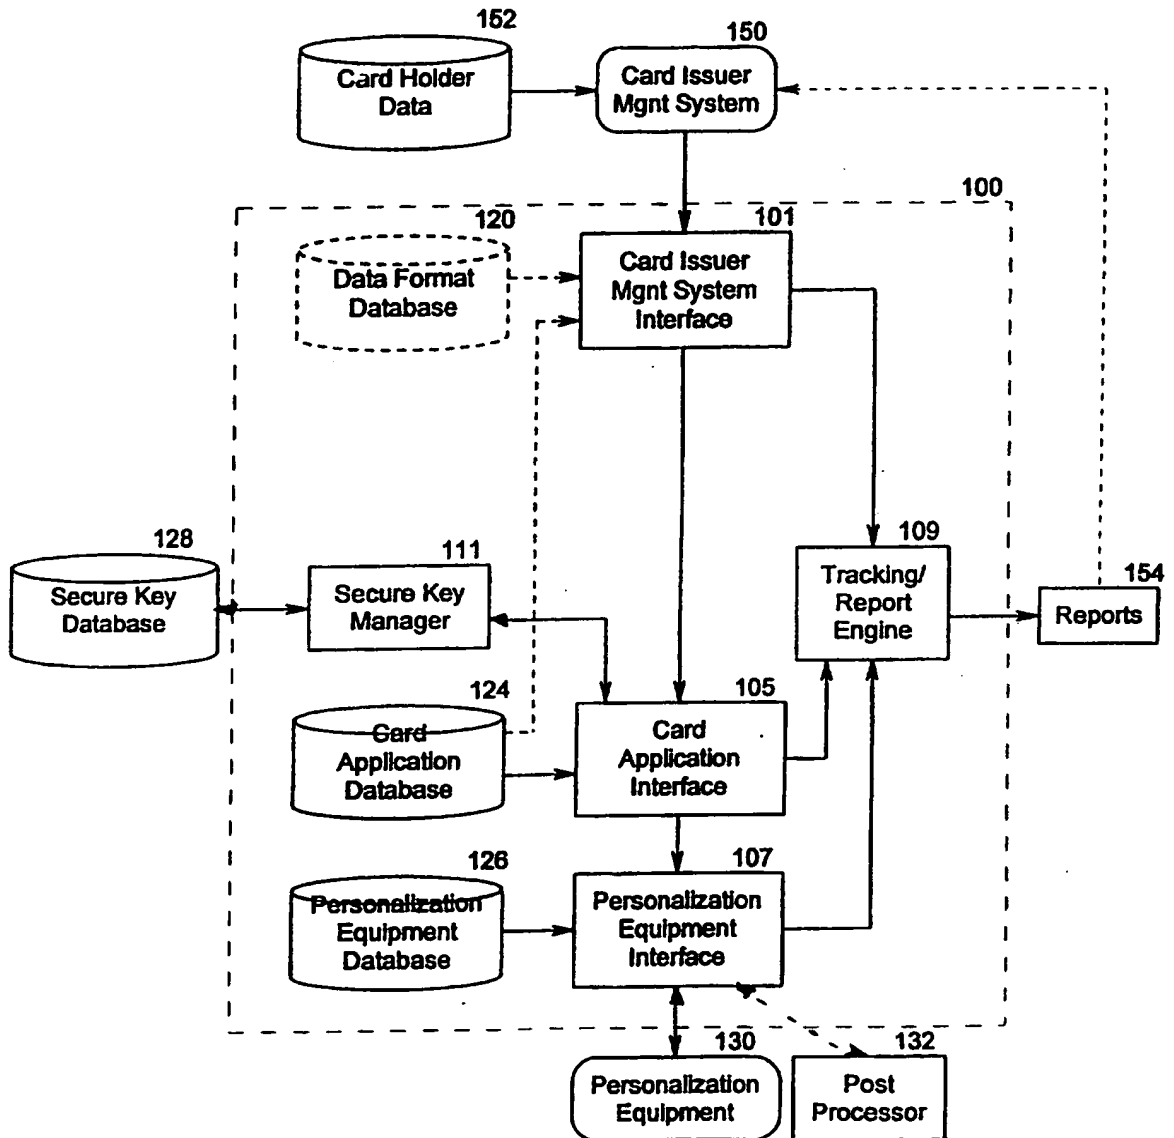 152
Card Holder
Data
150
Card Issuer
Mgnt System
100
120
Data Format
Database
101
Card Issuer
Mgnt System
Interface
128
Secure Key
Database
111
Secure Key
Manager
109
Tracking/
Report
Engine
154
Reports
124
Card
Application
Database
105
Card
Application
Interface
126
Personalization
Equipment
Database
107
Personalization
Equipment
Interface
130
Personalization
Equipment
132
Post
Processor